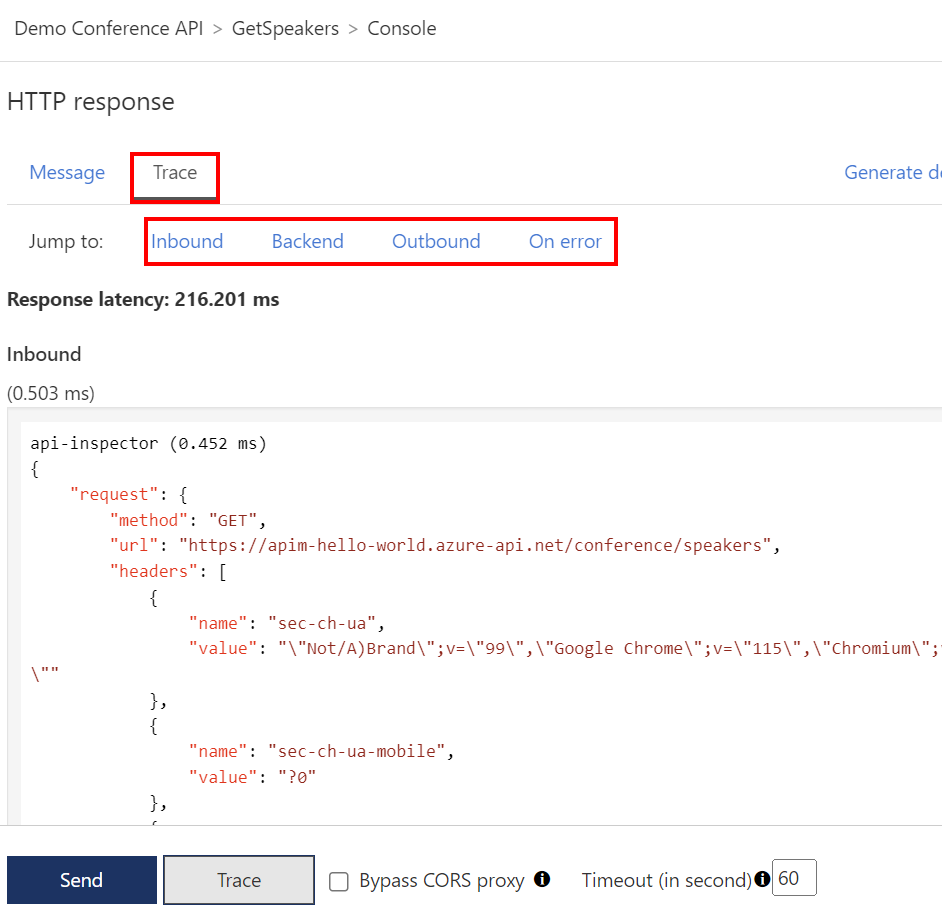 Demo Conference API > GetSpeakers > Console
HTTP response
Message Trace Generate de
Jump to: Inbound Backend Outbound On error
Response latency: 216.201 ms
Inbound
(0.503 ms)
api-inspector (0.452 ms)
{
"request": {
"method": "GET",
"url": "https://apim-hello-world.azure-api.net/conference/speakers",
"headers": [
{
"name": "sec-ch-ua",
"value": "\"Not/A)Brand\";v=\"99\",\"Google Chrome\";v=\"115\",\"Chromium\";
\""
},
{
"name": "sec-ch-ua-mobile",
"value": "?0"
},
Send Trace Bypass CORS proxy Timeout (in second) 60